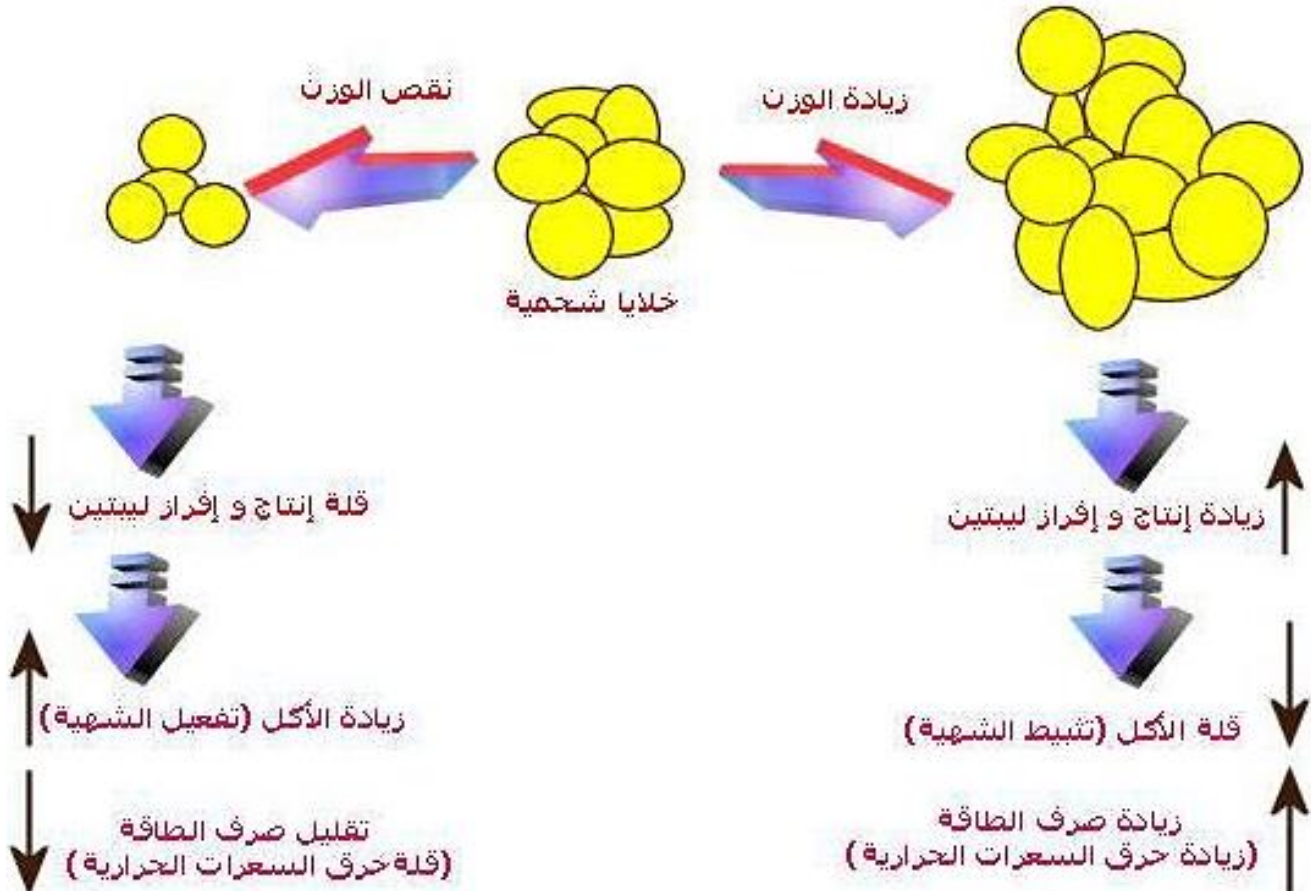 زيادة الوزن
نقص الوزن
خلايا شحمية
زيادة إنتاج و إفراز ليبتين
قلة الأكل (تثبيط الشهية)
زيادة صرف الطاقة
(زيادة حرق السعرات الحرارية)
قلة إنتاج و إفراز ليبتين
زيادة الأكل (تفعيل الشهية)
تقليل صرف الطاقة
(قلة حرق السعرات الحرارية)